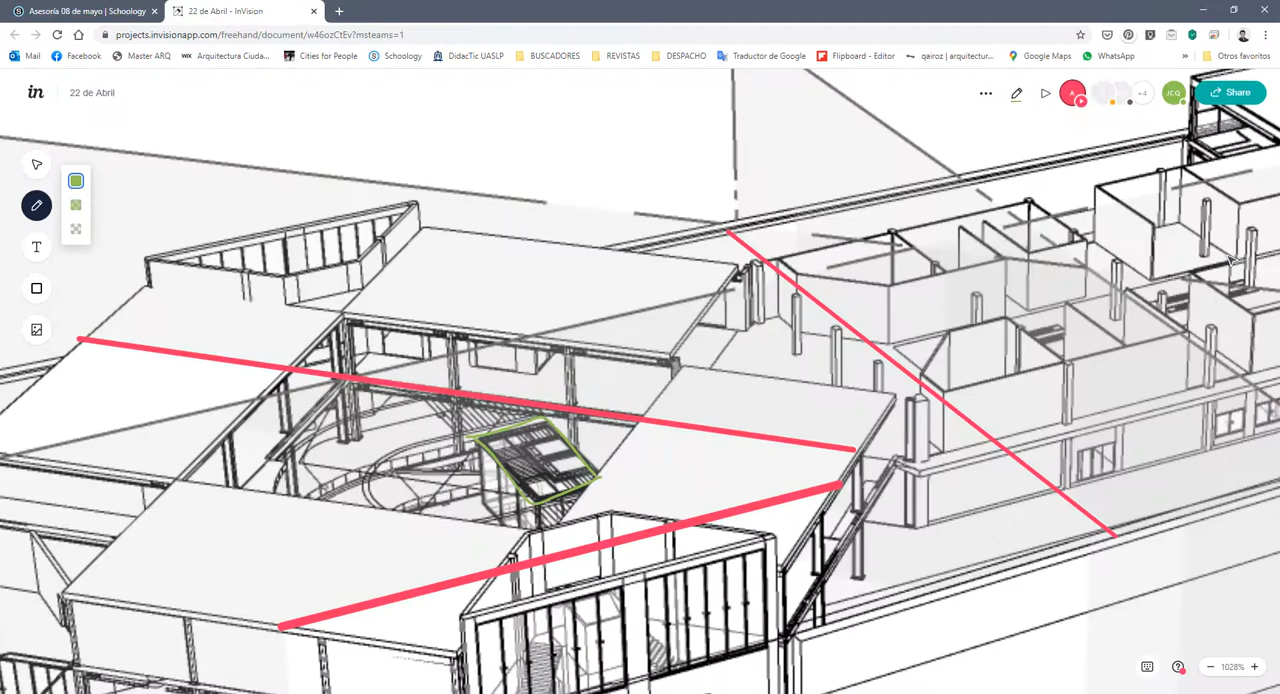 Asesoría 08 de mayo | Schoology
22 de Abril - InVision
projects.invisionapp.com/freehand/document/w46ozCtEv?msteams=1
Mail
Facebook
Master ARQ
WIX
Arquitectura Ciuda...
Cities for People
Schoology
DidacTic UASLP
BUSCADORES
REVISTAS
DESPACHO
Traductor de Google
Flipboard - Editor
qairoz | arquitectur...
Google Maps
WhatsApp
»
Otros favoritos
in
22 de Abril
A
+4
JCQ
Share
T
1028%